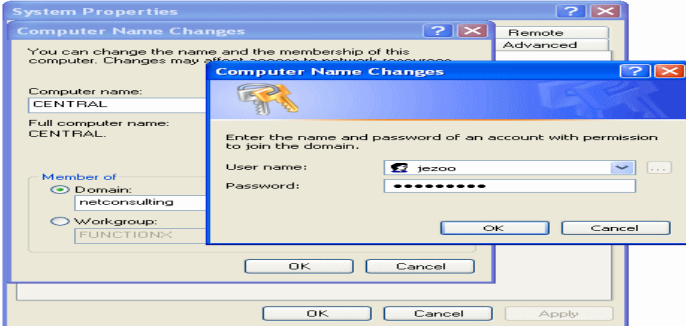 System Properties
Computer Name Changes
Remote
Advanced
You can change the name and the membership of this
computer. Changes may affect access to network resources.
Computer name:
CENTRAL
Full computer name:
CENTRAL.
Member of
Domain:
netconsulting
Workgroup:
FUNCTIONX
OK Cancel
Computer Name Changes
Enter the name and password of an account with permission
to join the domain.
User name:
jezoo
...
Password:
•••••••••
OK Cancel
OK Cancel Apply